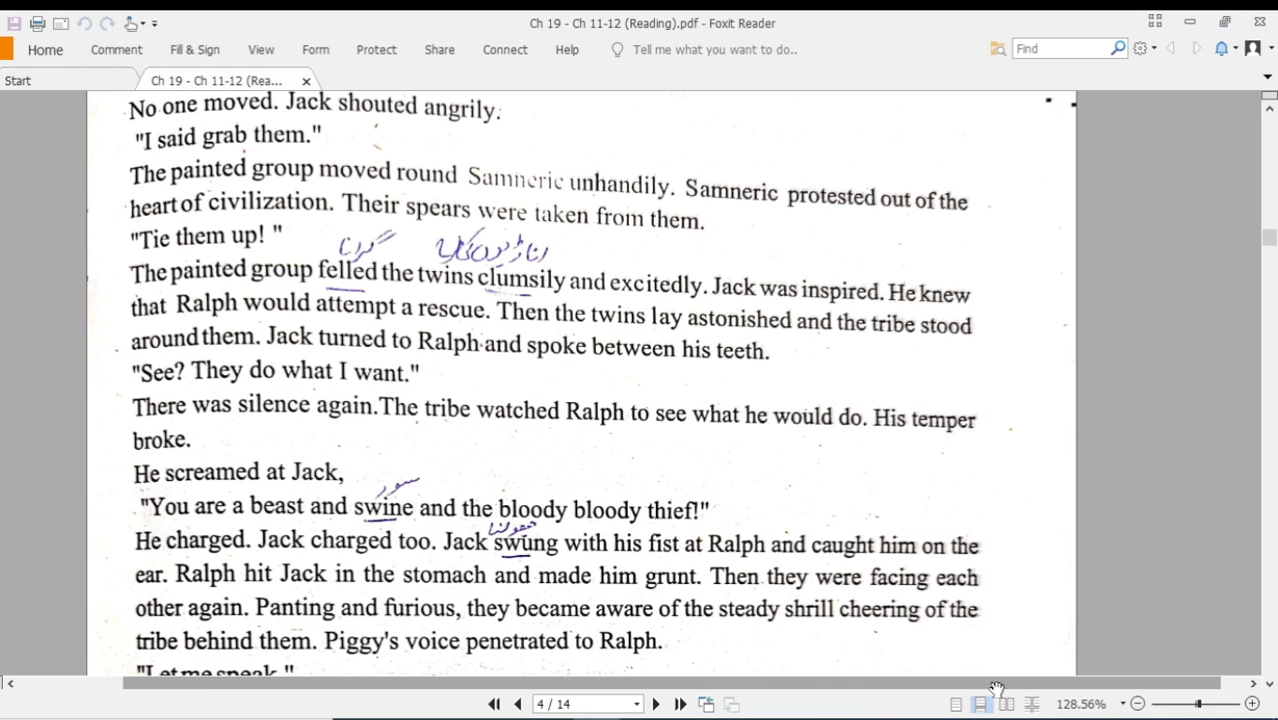 Ch 19 - Ch 11-12 (Reading).pdf - Foxit Reader
Home Comment Fill & Sign View Form Protect Share Connect Help Tell me what you want to do.. Find
Start Ch 19 - Ch 11-12 (Rea...
No one moved. Jack shouted angrily.
"I said grab them."
The painted group moved round Samneric unhandily. Samneric protested out of the
heart of civilization. Their spears were taken from them.
"Tie them up! "
گرنا
The painted group felled the twins clumsily and excitedly. Jack was inspired. He knew
that Ralph would attempt a rescue. Then the twins lay astonished and the tribe stood
around them. Jack turned to Ralph and spoke between his teeth.
"See? They do what I want."
There was silence again.The tribe watched Ralph to see what he would do. His temper
broke.
He screamed at Jack,
سور
"You are a beast and swine and the bloody bloody thief!"
جھولنا
He charged. Jack charged too. Jack swung with his fist at Ralph and caught him on the
ear. Ralph hit Jack in the stomach and made him grunt. Then they were facing each
other again. Panting and furious, they became aware of the steady shrill cheering of the
tribe behind them. Piggy's voice penetrated to Ralph.
"Let me speak."
4 / 14 128.56%